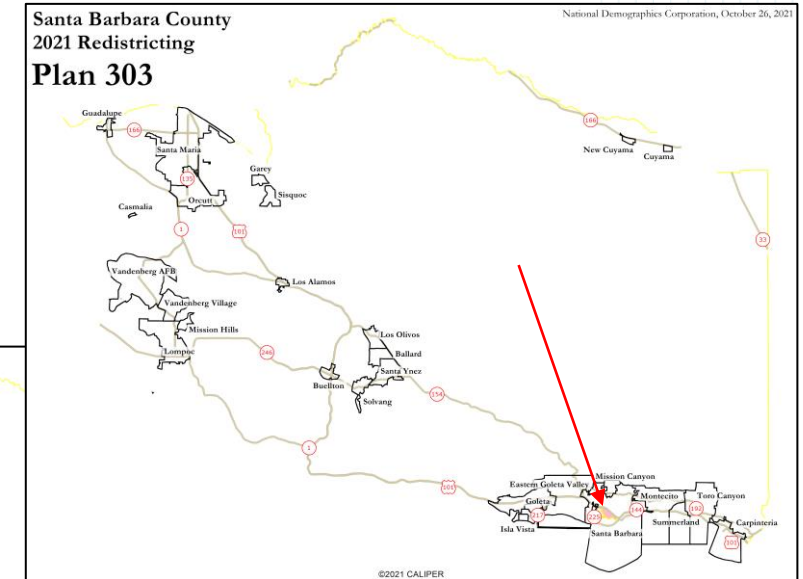 Santa Barbara County
2021 Redistricting
Plan 303
National Demographics Corporation, October 26, 2021
Guadalupe
166
Santa Maria
166
New Cuyama
Cuyama
Garey
135
Sisquoc
Orcutt
Casmalia
1
101
33
Vandenberg AFB
Los Alamos
Vandenberg Village
Mission Hills
Los Olivos
Lompoc
246
Ballard
Santa Ynez
Buellton
154
Solvang
1
Mission Canyon
101
Eastern Goleta Valley
Montecito
Toro Canyon
Goleta
217
225
144
192
Isla Vista
Santa Barbara
Summerland
Carpinteria
101
©2021 CALIPER